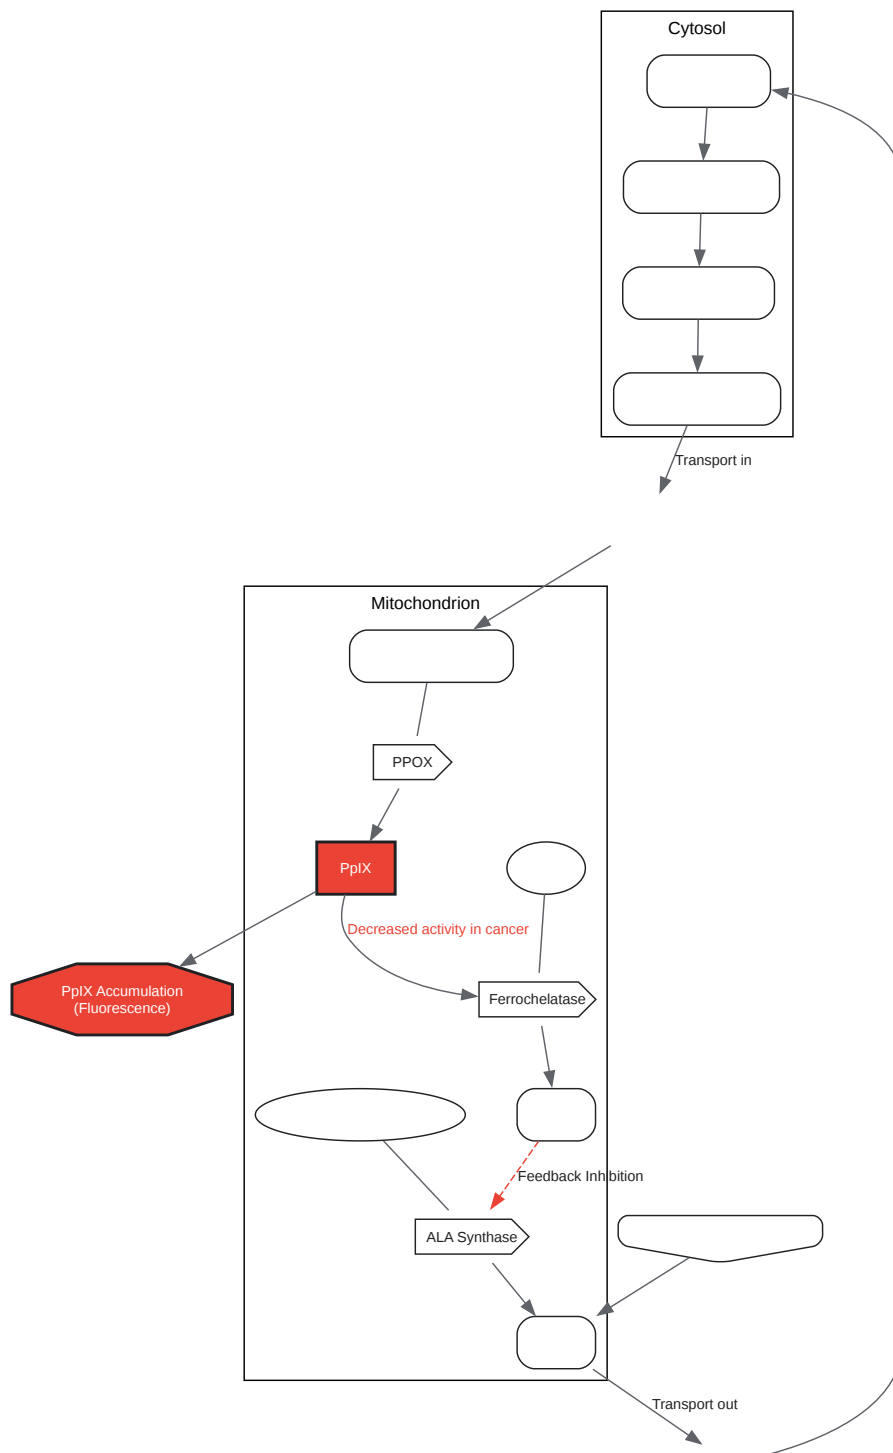 Cytosol
Transport in
Mitochondrion
PPOX
PpIX
Decreased activity in cancer
PpIX Accumulation
(Fluorescence)
Ferrochelatase
Feedback Inhibition
ALA Synthase
Transport out